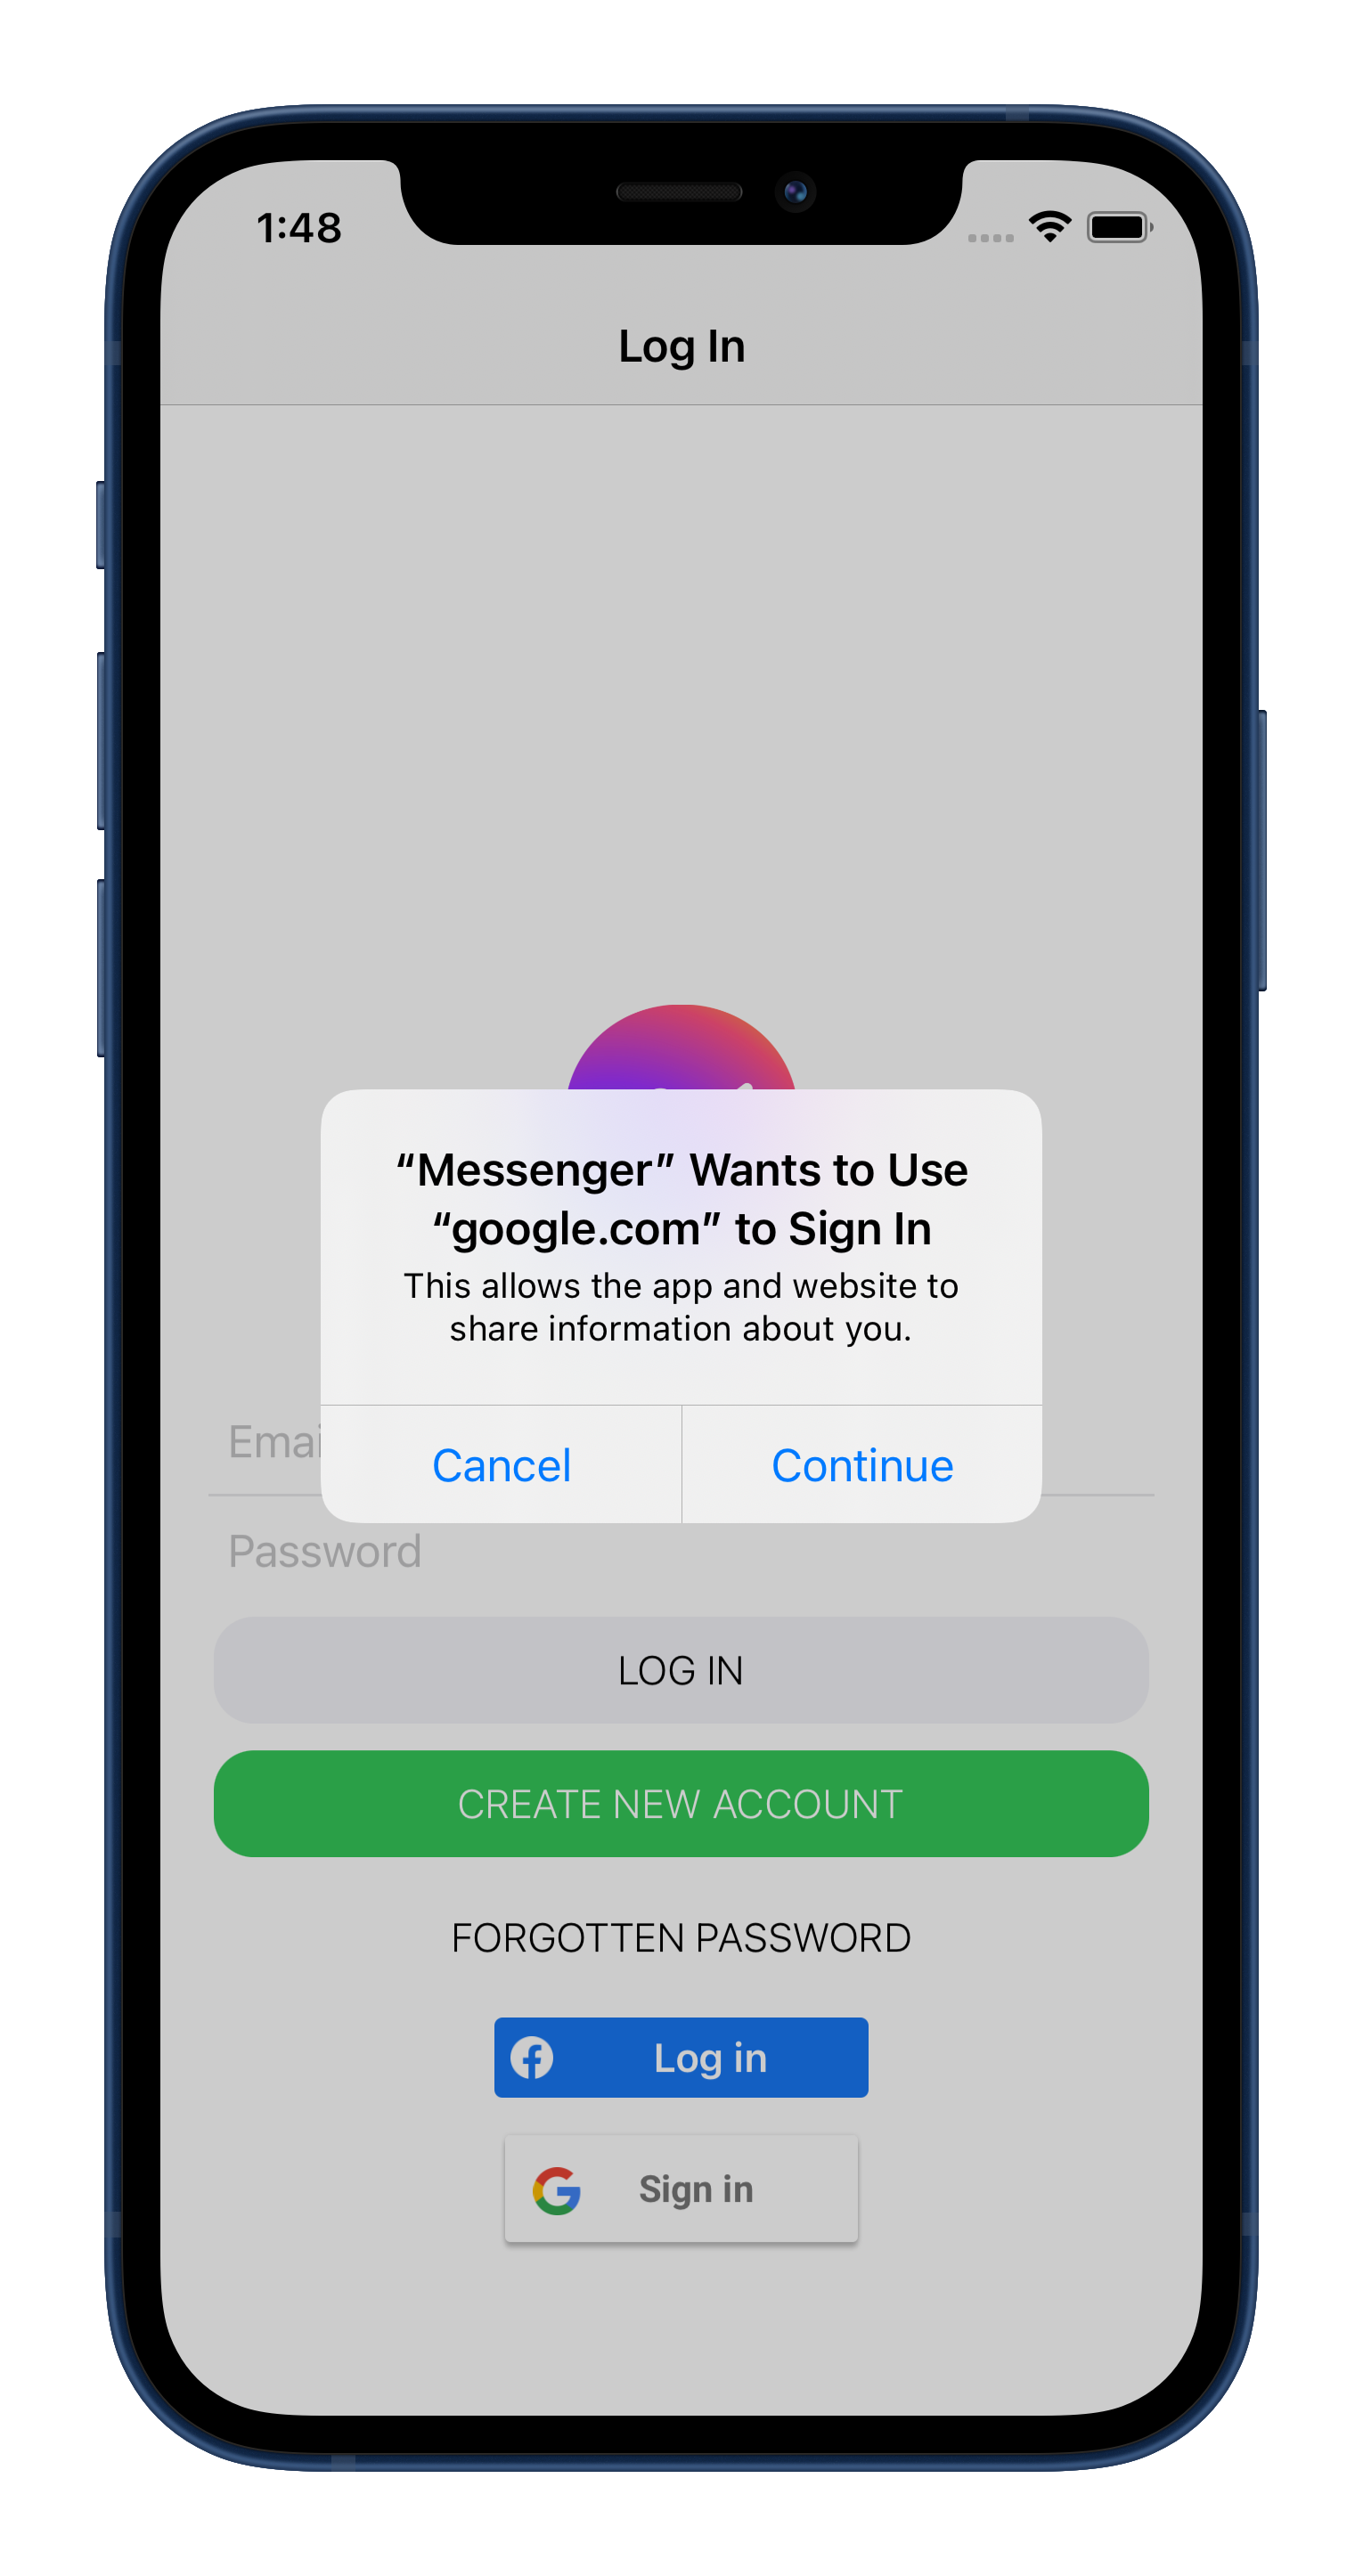 1:48
Log In
“Messenger” Wants to Use
“google.com” to Sign In
This allows the app and website to
share information about you.
Cancel
Continue
Password
LOG IN
CREATE NEW ACCOUNT
FORGOTTEN PASSWORD
Log in
Sign in